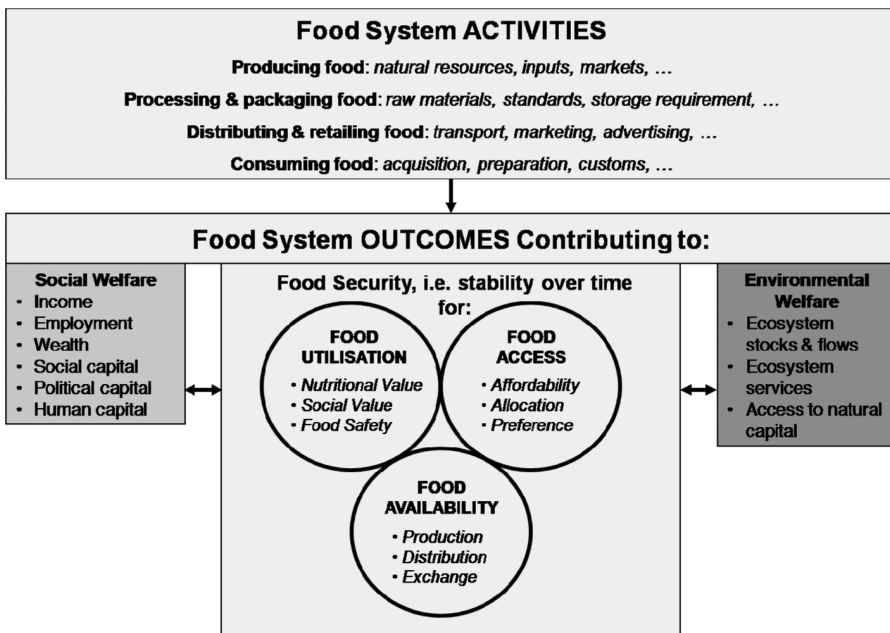 Food System ACTIVITIES
Producing food: natural resources, inputs, markets, ...
Processing & packaging food: raw materials, standards, storage requirement, ...
Distributing & retailing food: transport, marketing, advertising, ...
Consuming food: acquisition, preparation, customs, ...
Food System OUTCOMES Contributing to:
Social Welfare
• Income
• Employment
• Wealth
• Social capital
• Political capital
• Human capital
Food Security, i.e. stability over time
for:
FOOD
UTILISATION
• Nutritional Value
• Social Value
• Food Safety
FOOD
ACCESS
• Affordability
• Allocation
• Preference
FOOD
AVAILABILITY
• Production
• Distribution
• Exchange
Environmental
Welfare
• Ecosystem
stocks & flows
• Ecosystem
services
• Access to natural
capital